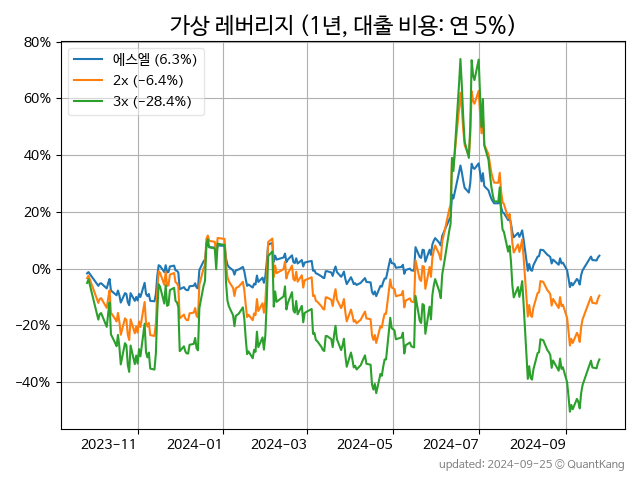 가상 레버리지 (1년, 대출 비용: 연 5%)
80%
60%
40%
20%
0%
−20%
−40%
에스엘 (6.3%)
2x (−6.4%)
3x (−28.4%)
2023-11
2024-01
2024-03
2024-05
2024-07
2024-09
updated: 2024-09-25 © QuantKang